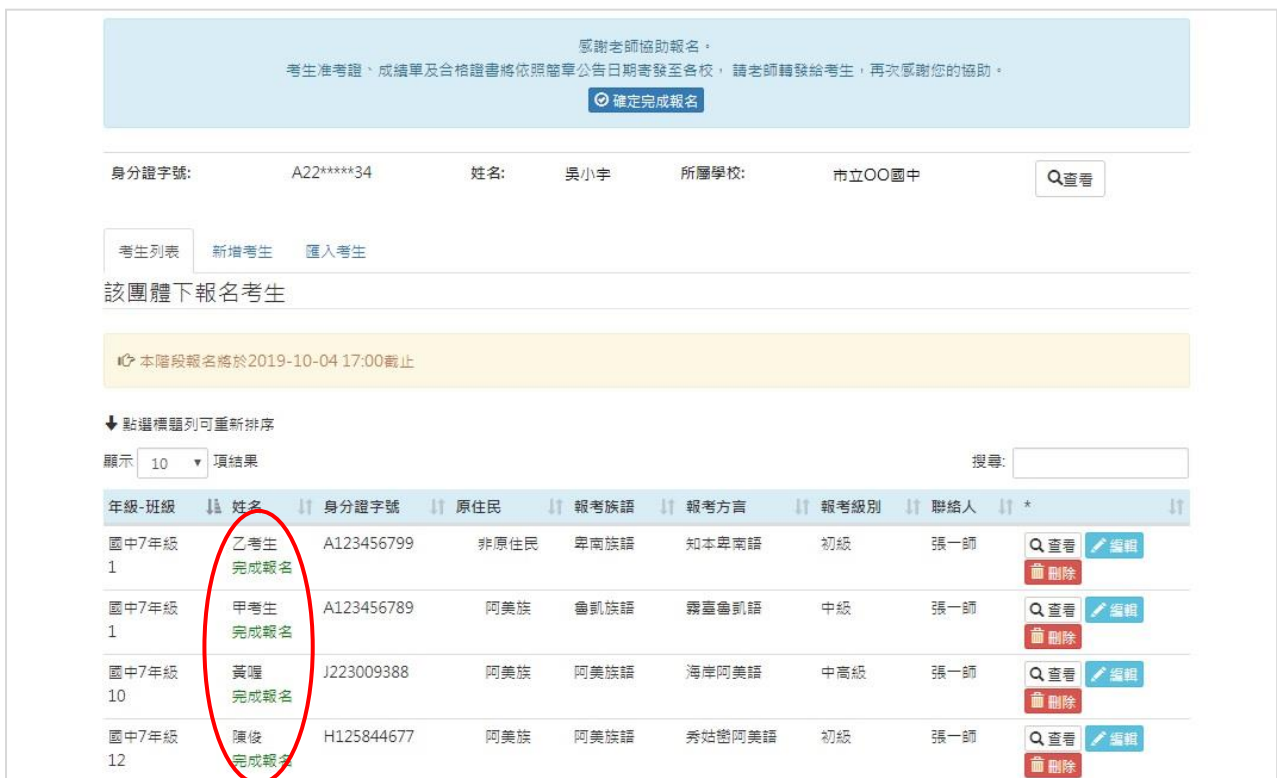 感謝老師協助報名。
考生准考證、成績單及合格證書將依照簡章公告日期寄發至各校， 請老師轉發給考生，再次感謝您的協助。
確定完成報名
身分證字號: A22*****34 姓名: 吳小宇 所屬學校: 市立OO國中 查看
考生列表 新增考生 匯入考生
該團體下報名考生
本階段報名將於2019-10-04 17:00截止
點選標題列可重新排序
顯示 10 項結果 搜尋:
年級-班級 姓名 身分證字號 原住民 報考族語 報考方言 報考級別 聯絡人 *
國中7年級 乙考生 A123456799 非原住民 卑南族語 知本卑南語 初級 張一師 查看 編輯
1 完成報名 刪除
國中7年級 甲考生 A123456789 阿美族 魯凱族語 霧臺魯凱語 中級 張一師 查看 編輯
1 完成報名 刪除
國中7年級 黃喔 J223009388 阿美族 阿美族語 海岸阿美語 中高級 張一師 查看 編輯
10 完成報名 刪除
國中7年級 陳俊 H125844677 阿美族 阿美族語 秀姑巒阿美語 初級 張一師 查看 編輯
12 完成報名 刪除